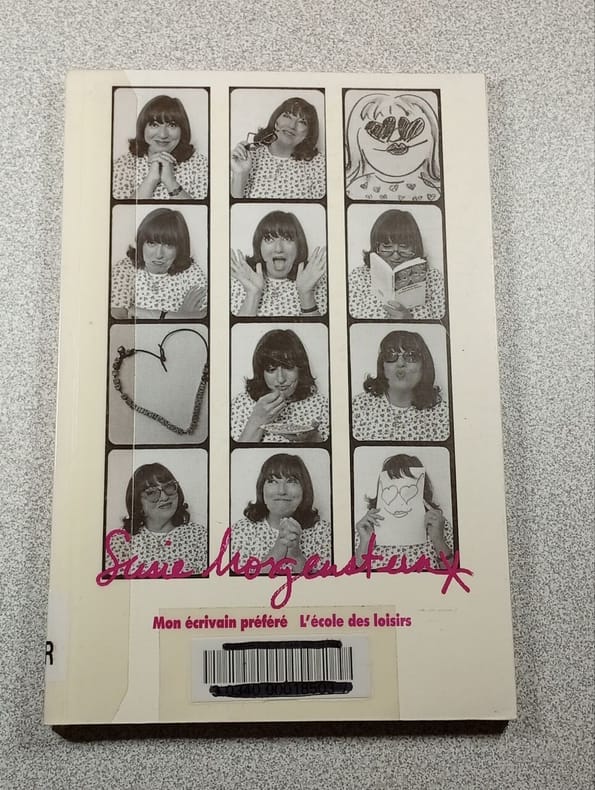 Susie Morgenstern
Mon écrivain préféré L'école des loisirs
R